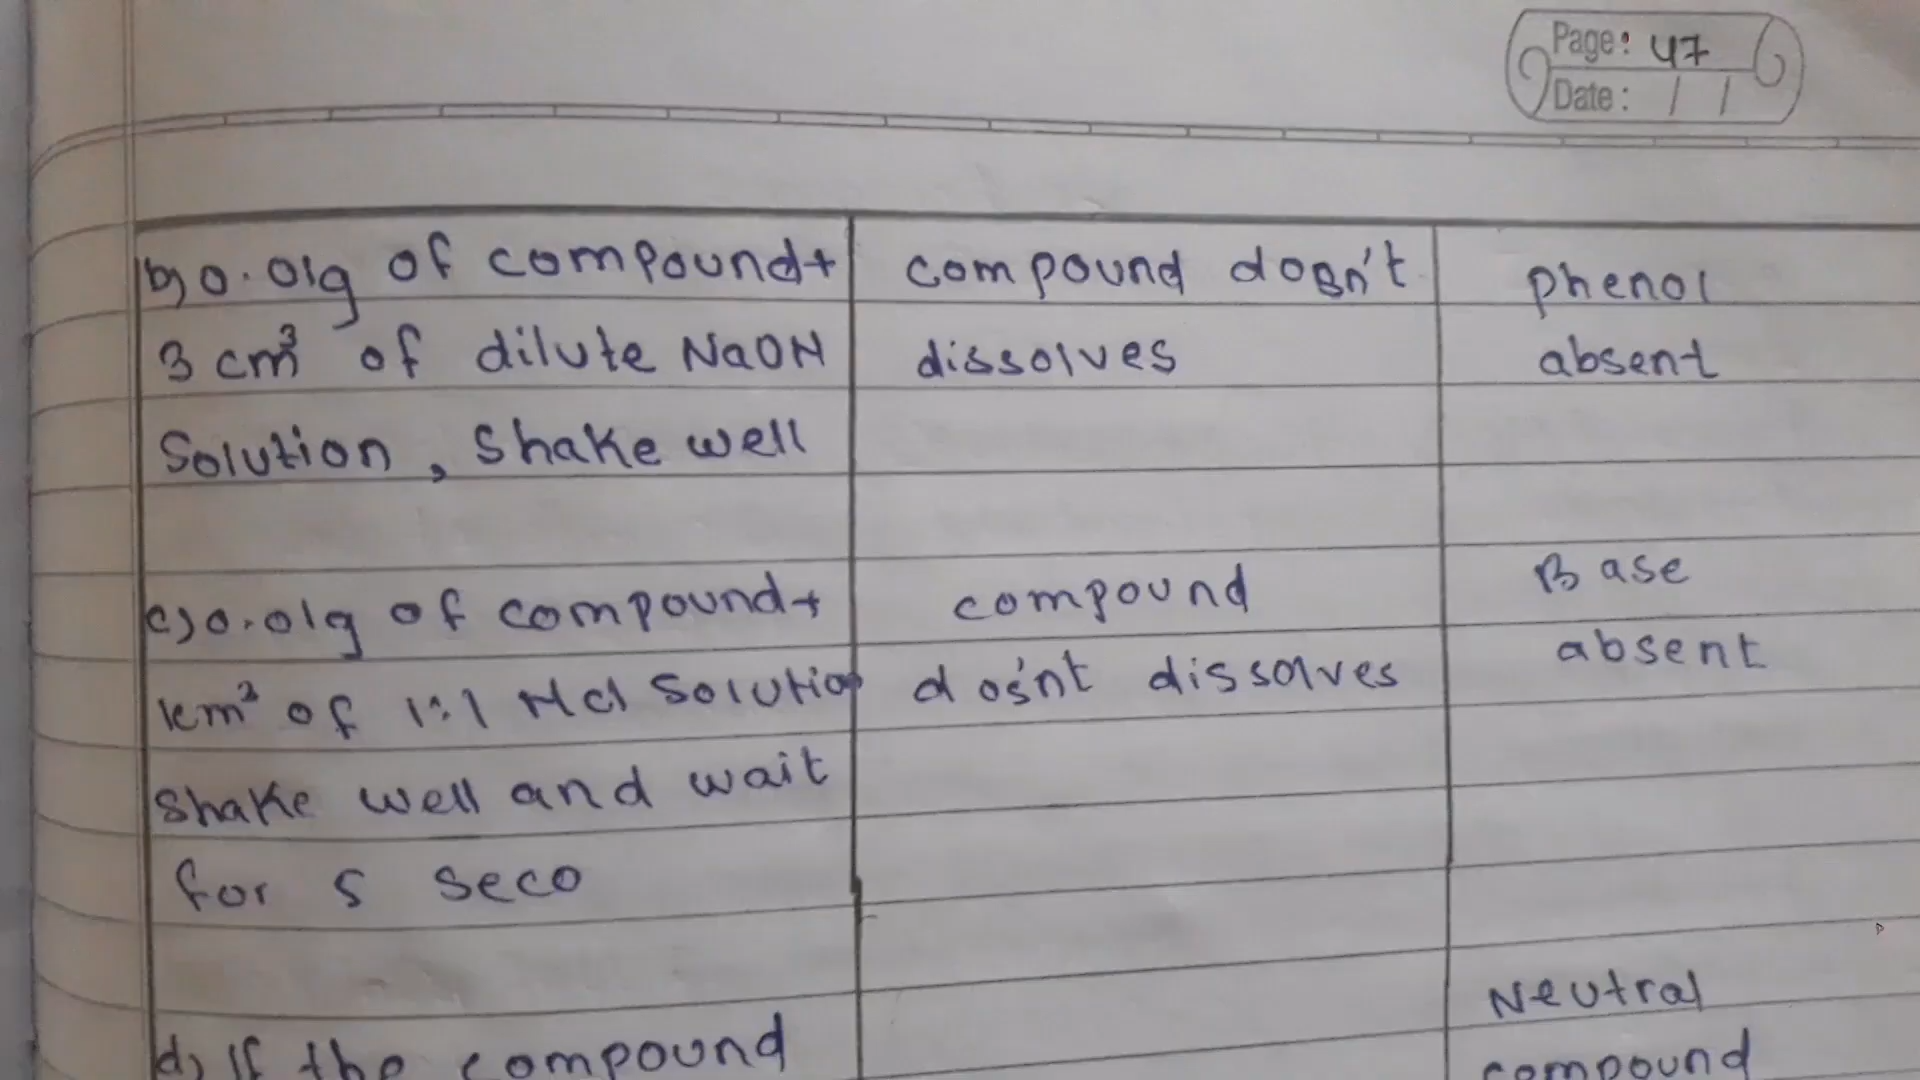 Page: 47
Date: / /
b) 0.01g of compound+
3 cm³ of dilute NaOH
Solution, Shake well
compound doesn't
dissolves
phenol
absent
c) 0.01g of compound+
1cm³ of 1:1 HCl Solution
Shake well and wait
for 5 seco
compound
dos'nt dissolves
Base
absent
d) If the compound
Neutral
compound